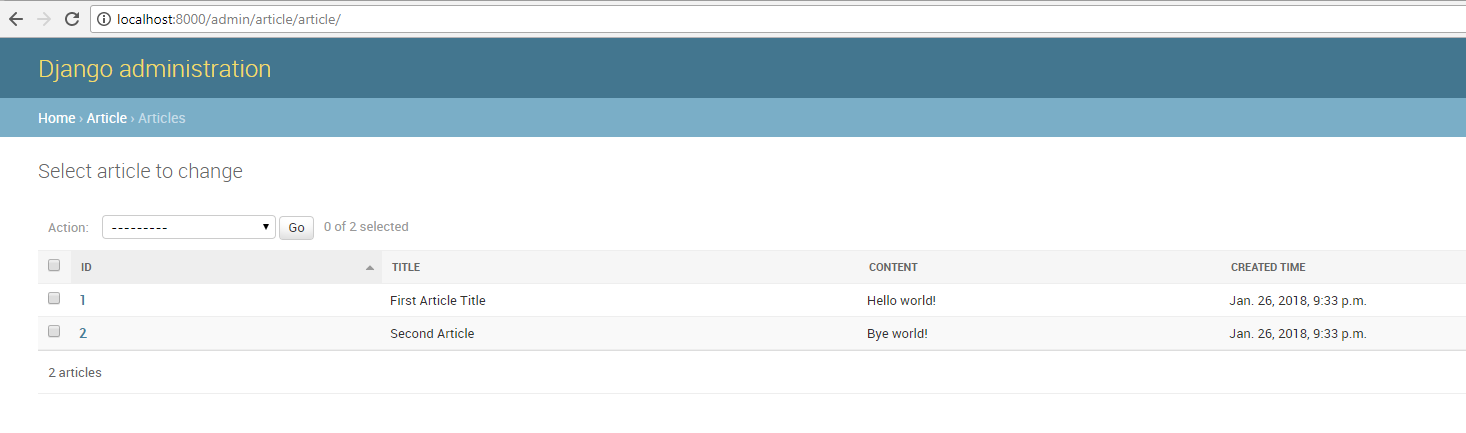 localhost:8000/admin/article/article/
Django administration
Home › Article › Articles
Select article to change
Action: --------- Go 0 of 2 selected
ID TITLE CONTENT CREATED TIME
1 First Article Title Hello world! Jan. 26, 2018, 9:33 p.m.
2 Second Article Bye world! Jan. 26, 2018, 9:33 p.m.
2 articles